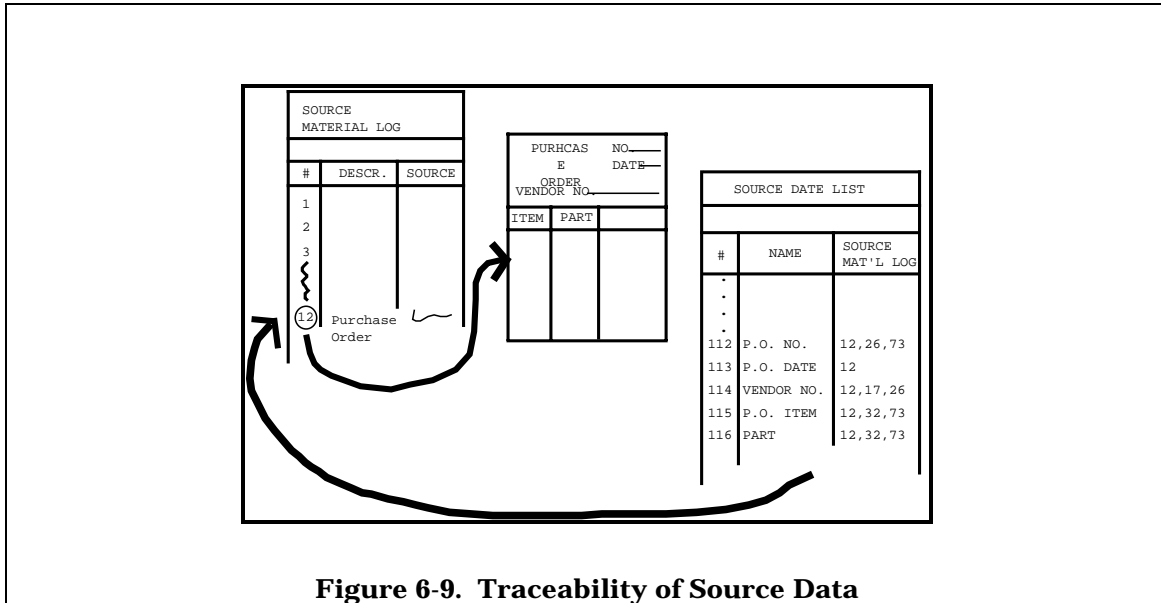 SOURCE
MATERIAL LOG
# DESCR. SOURCE
1
2
3
12 Purchase
Order
PURHCAS NO.
E DATE
ORDER
VENDOR NO.
ITEM PART
SOURCE DATE LIST
# NAME SOURCE
MAT'L LOG
.
.
.
.
112 P.O. NO. 12,26,73
113 P.O. DATE 12
114 VENDOR NO. 12,17,26
115 P.O. ITEM 12,32,73
116 PART 12,32,73
Figure 6-9. Traceability of Source Data